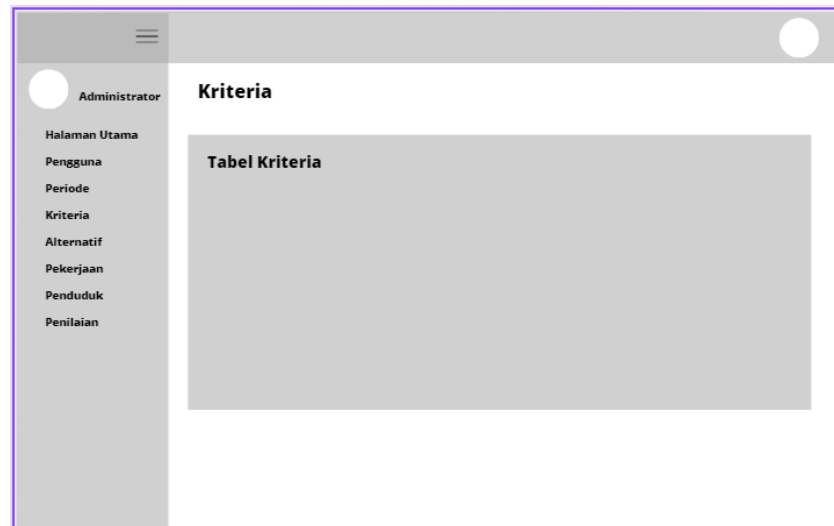 Administrator
Halaman Utama
Pengguna
Periode
Kriteria
Alternatif
Pekerjaan
Penduduk
Penilaian
Kriteria
Tabel Kriteria